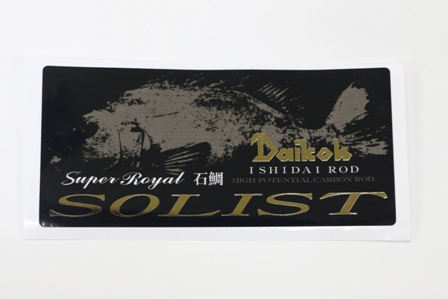 Daikoh
ISHIDAI ROD
Super Royal 石鯛
HIGH POTENTIAL CARBON ROD
SOLIST